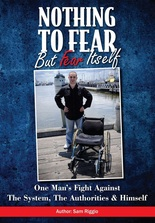 NOTHING
TO FEAR
But Fear Itself
One Man's Fight Against
The System, The Authorities & Himself
Author: Sam Riggio